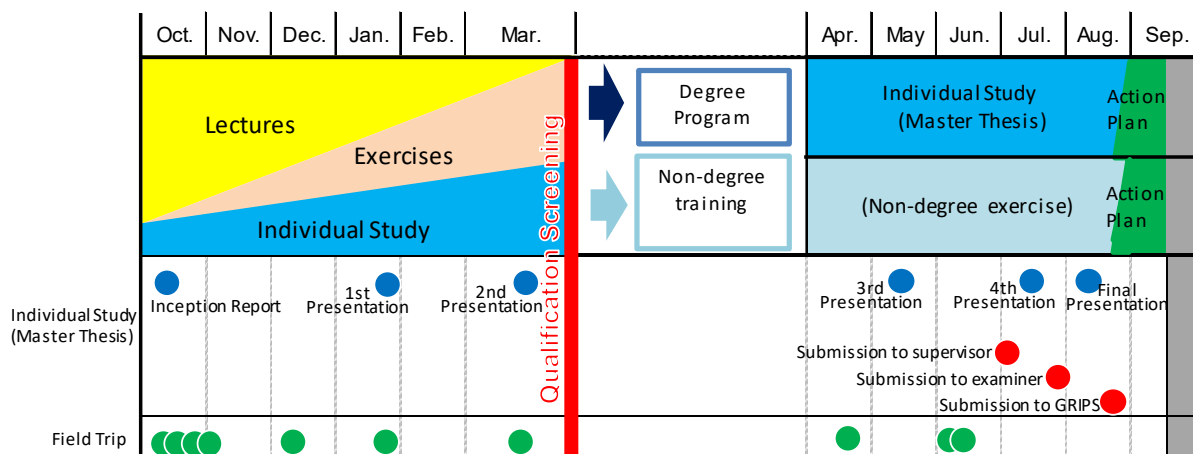 Oct. Nov. Dec. Jan. Feb. Mar. Apr. May Jun. Jul. Aug. Sep.
Lectures
Exercises
Individual Study
Qualification Screening
Degree
Program
Non-degree
training
Individual Study
(Master Thesis)
Action
Plan
(Non-degree exercise)
Action
Plan
Individual Study
(Master Thesis)
Inception Report
1st
Presentation
2nd
Presentation
3rd
Presentation
4th
Presentation
Final
Presentation
Submission to supervisor
Submission to examiner
Submission to GRIPS
Field Trip